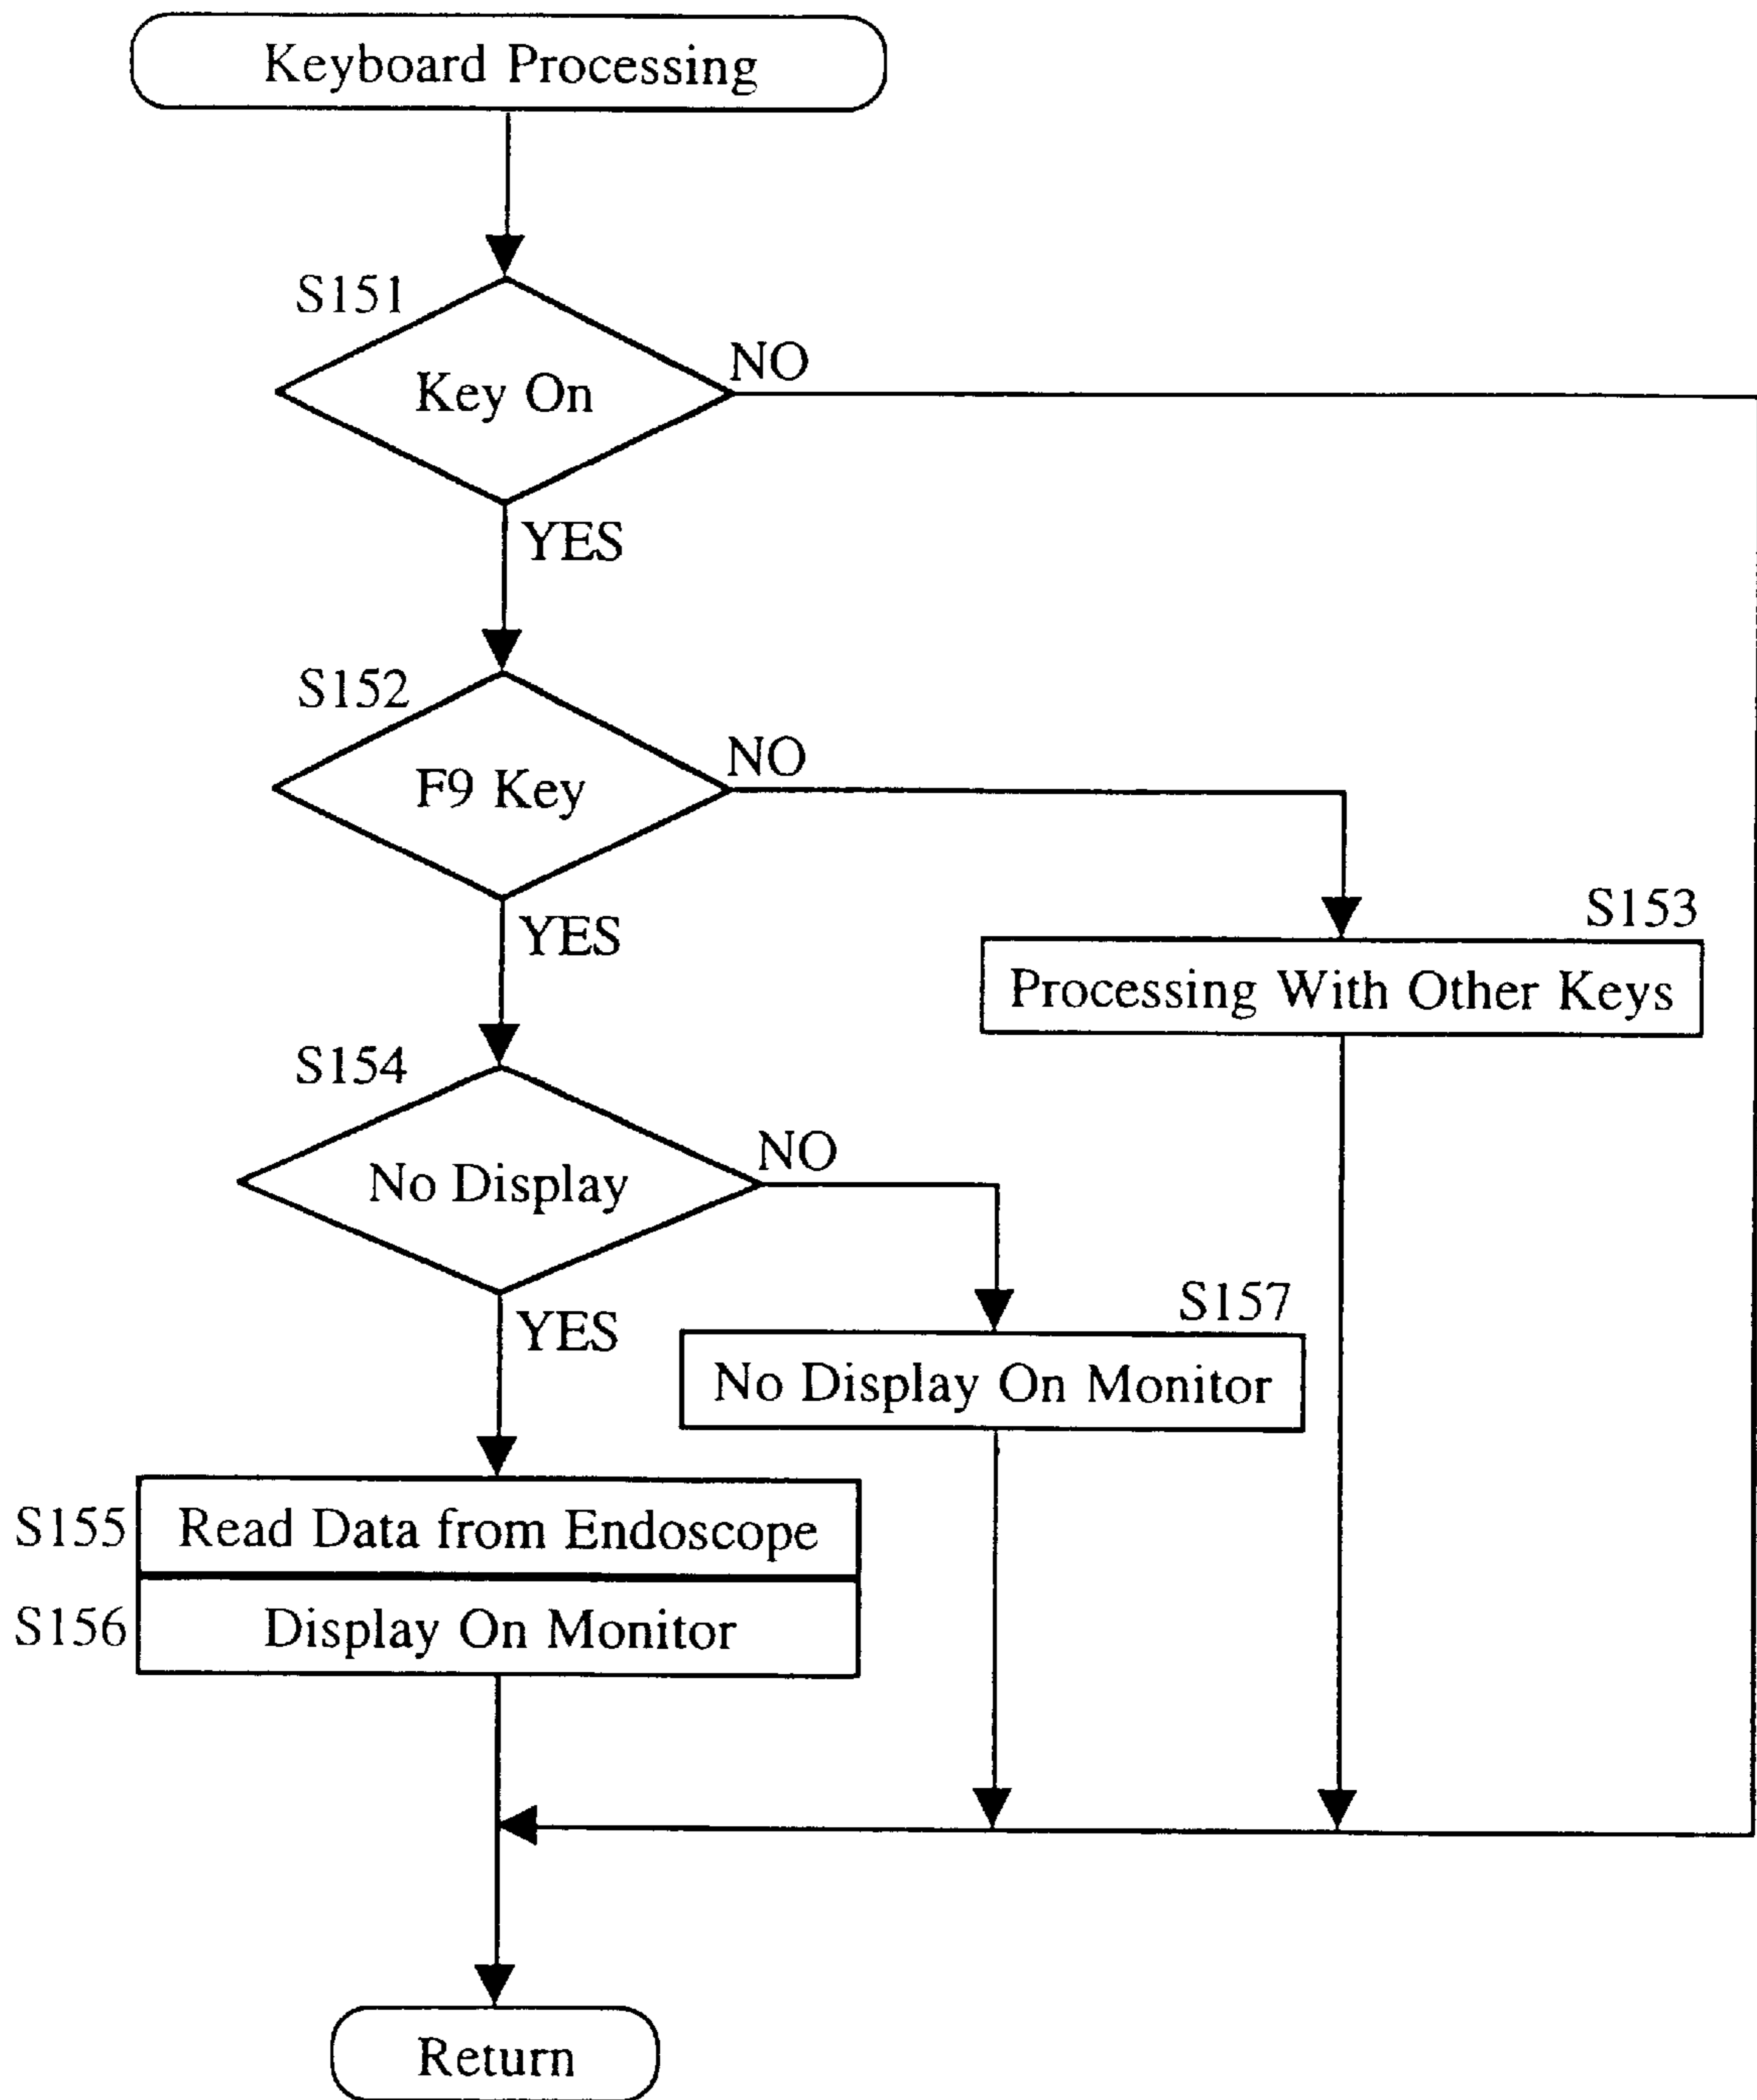 Keyboard Processing
S151
Key On
NO
YES
S152
F9 Key
NO
YES
S153
Processing With Other Keys
S154
No Display
NO
YES
S157
No Display On Monitor
S155
Read Data from Endoscope
S156
Display On Monitor
Return